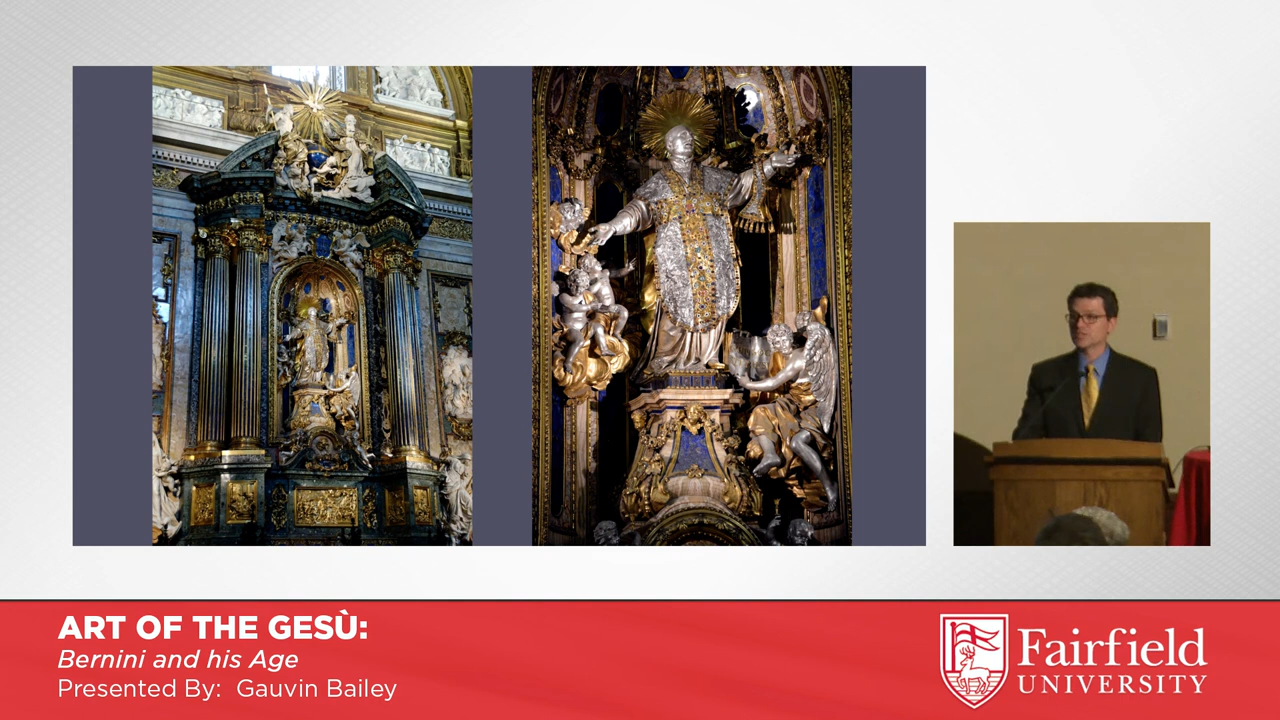 ART OF THE GESÙ:
Bernini and his Age
Presented By: Gauvin Bailey
Fairfield
UNIVERSITY